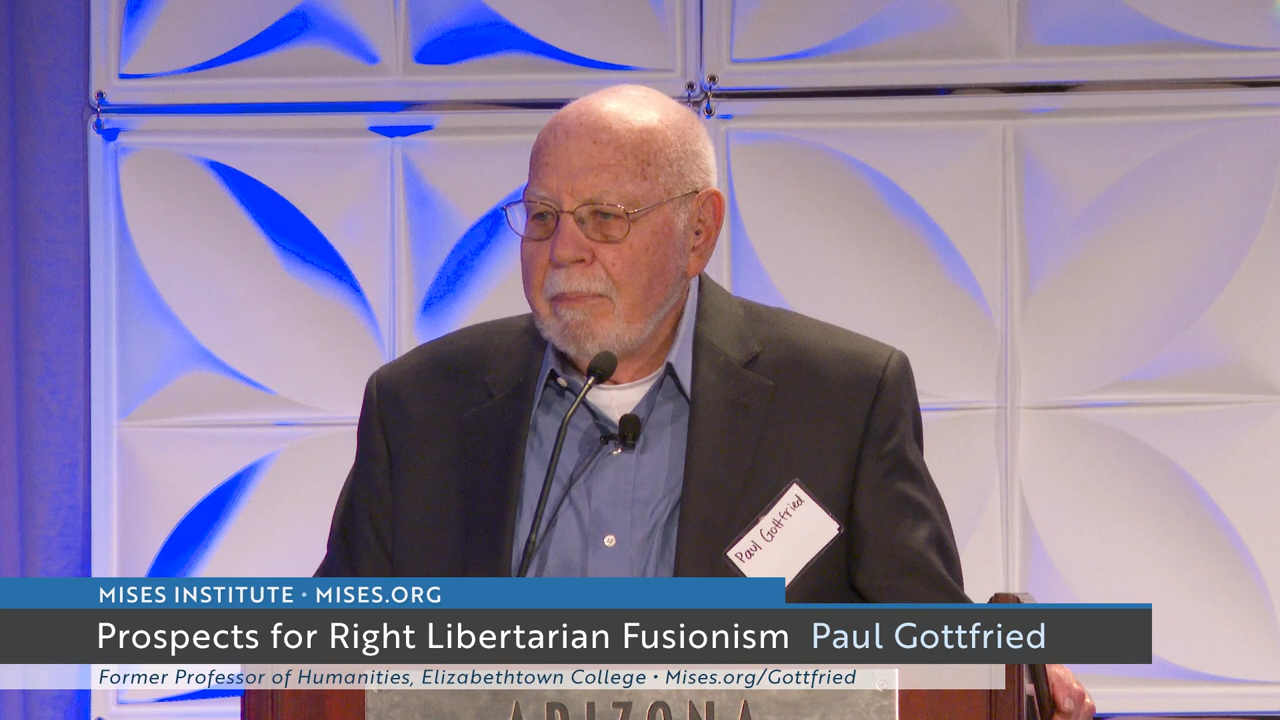 Paul Gottfried
MISES INSTITUTE • MISES.ORG
Prospects for Right Libertarian Fusionism Paul Gottfried
Former Professor of Humanities, Elizabethtown College • Mises.org/Gottfried
ARIZONA